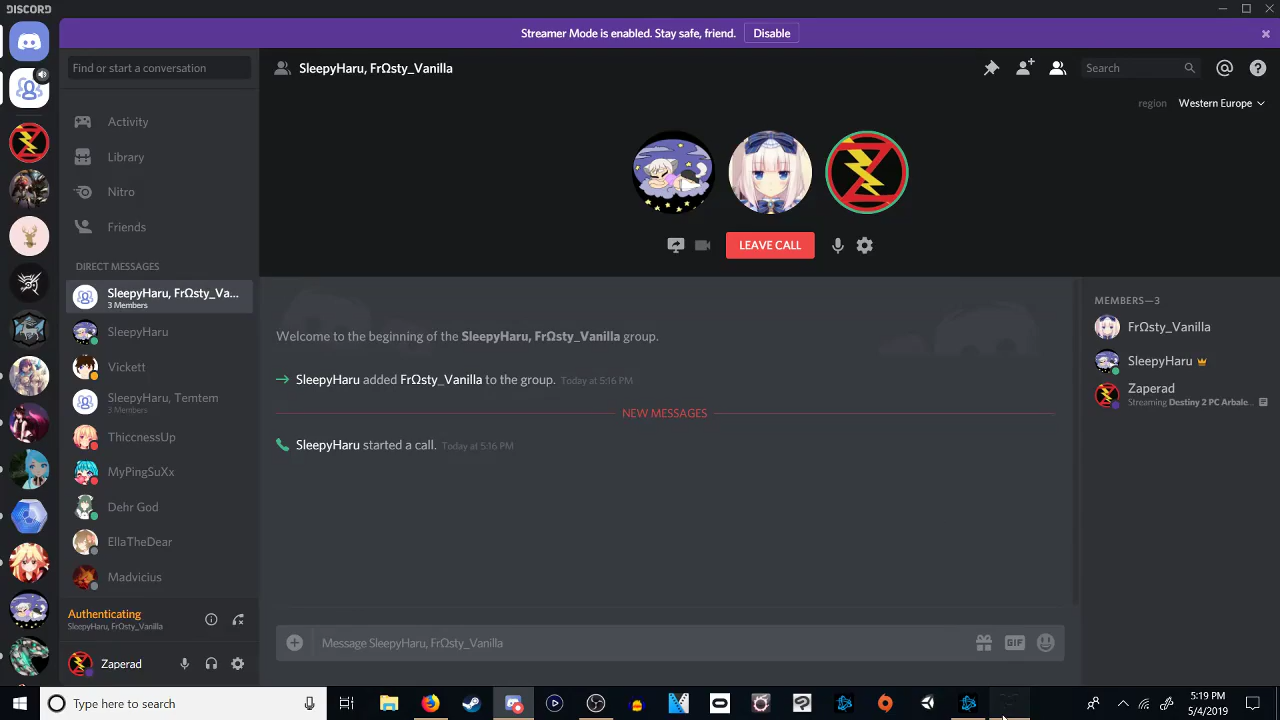 DISCORD
Streamer Mode is enabled. Stay safe, friend.
Disable
Find or start a conversation
SleepyHaru, FrΩsty_Vanilla
Search
region
Western Europe
Activity
Library
Nitro
Friends
LEAVE CALL
DIRECT MESSAGES
SleepyHaru, FrΩsty_Va...
3 Members
SleepyHaru
Vickett
SleepyHaru, Temtem
3 Members
ThiccnessUp
MyPingSuXx
Dehr God
EllaTheDear
Madvicius
Welcome to the beginning of the SleepyHaru, FrΩsty_Vanilla group.
SleepyHaru added FrΩsty_Vanilla to the group. Today at 5:16 PM
NEW MESSAGES
SleepyHaru started a call. Today at 5:16 PM
MEMBERS—3
FrΩsty_Vanilla
SleepyHaru
Zaperad
Streaming Destiny 2 PC Arbale...
Authenticating
SleepyHaru, FrΩsty_Vanilla
Zaperad
Message SleepyHaru, FrΩsty_Vanilla
GIF
Type here to search
5:19 PM
5/4/2019